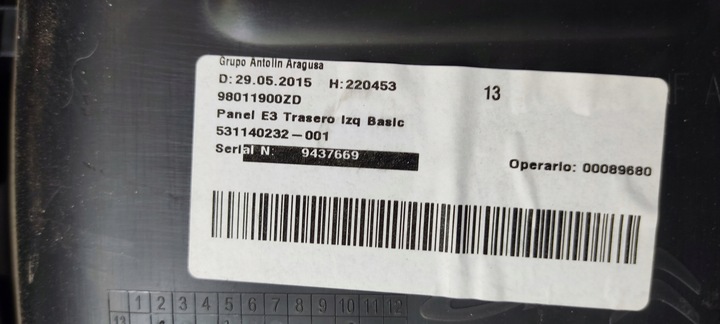 Grupo Antolin Aragusa
D: 29.05.2015 H: 220453
13
98011900ZD
Panel E3 Trasero Izq Basic
531140232-001
Serial N: 9437669
Operario: 00089680
1 2 3 4 5 6 7 8 9 10 11 12
13